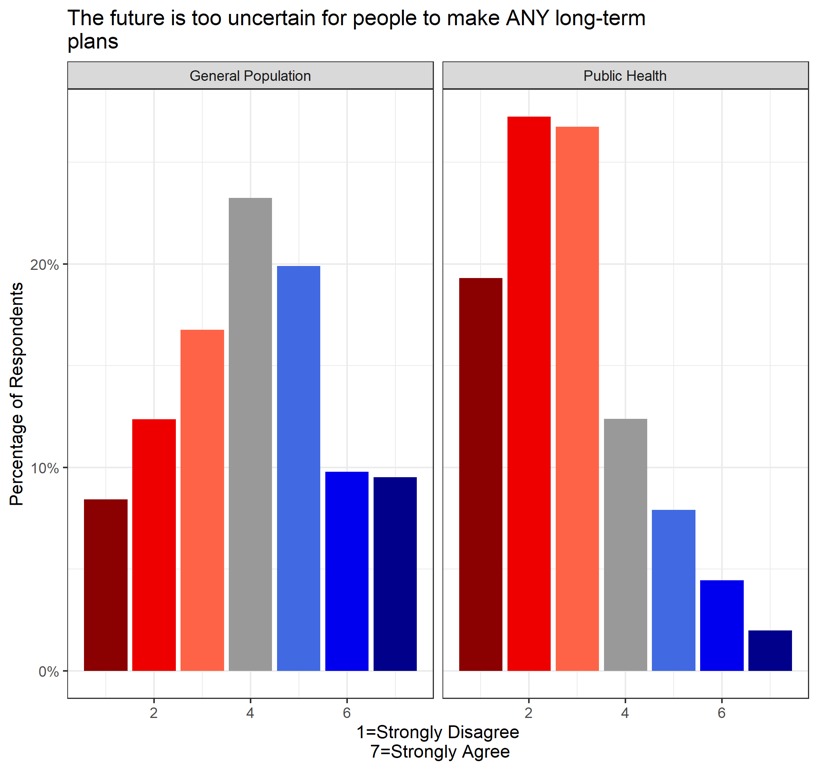 The future is too uncertain for people to make ANY long-term
plans
General Population
Public Health
Percentage of Respondents
20%
10%
0%
2 4 6
2 4 6
1=Strongly Disagree
7=Strongly Agree